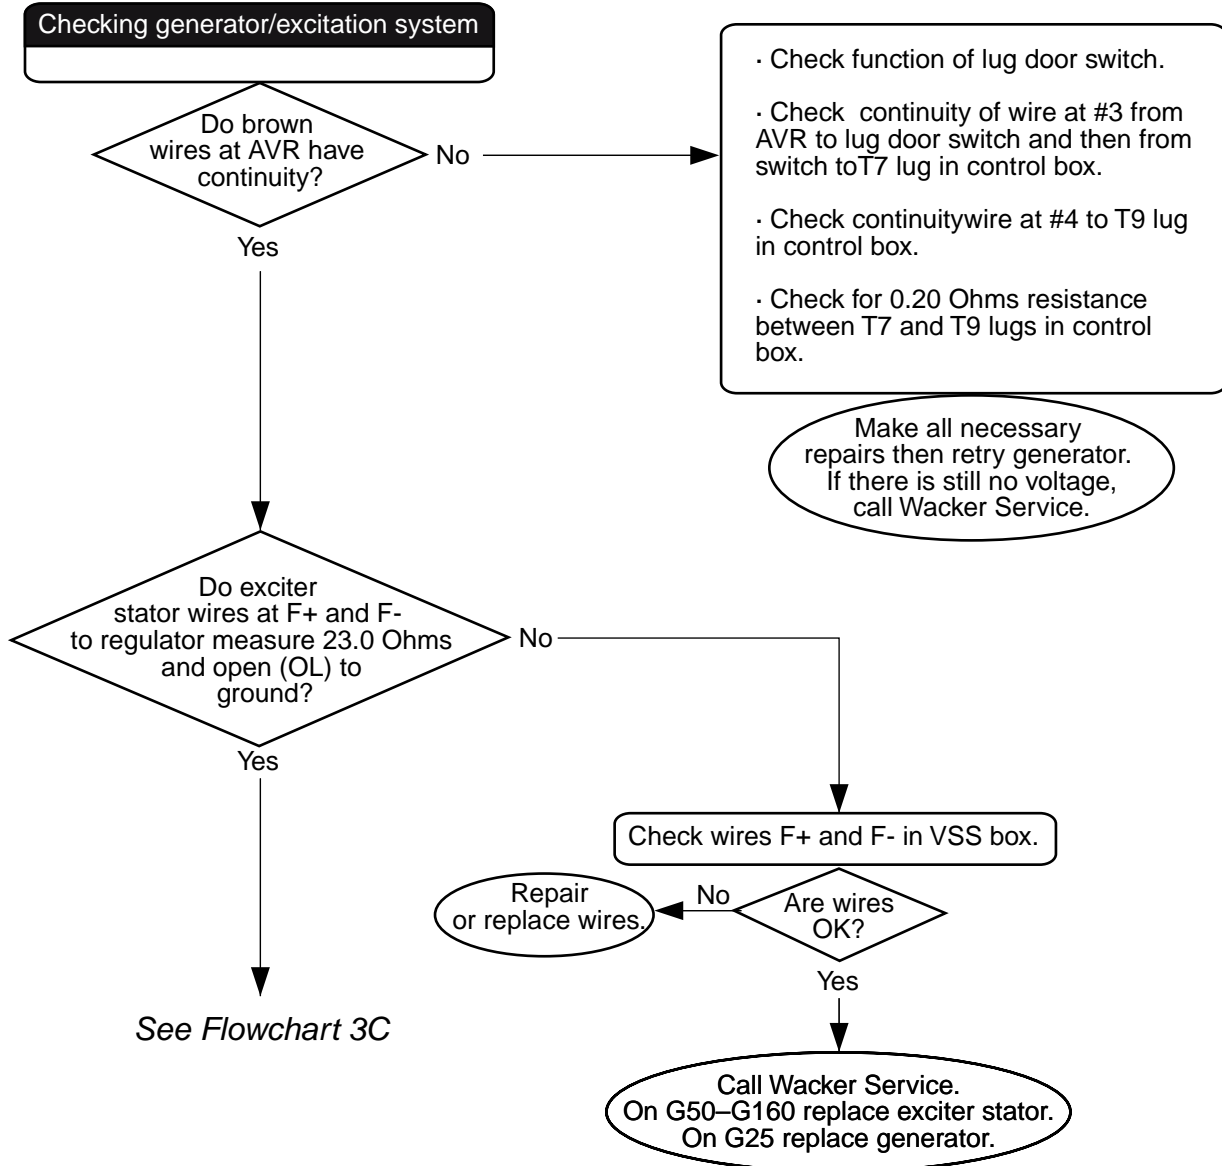 Checking generator/excitation system
Do brown
wires at AVR have
continuity?
No
Yes
· Check function of lug door switch.
· Check continuity of wire at #3 from
AVR to lug door switch and then from
switch toT7 lug in control box.
· Check continuitywire at #4 to T9 lug
in control box.
· Check for 0.20 Ohms resistance
between T7 and T9 lugs in control
box.
Make all necessary
repairs then retry generator.
If there is still no voltage,
call Wacker Service.
Do exciter
stator wires at F+ and F-
to regulator measure 23.0 Ohms
and open (OL) to
ground?
No
Yes
Check wires F+ and F- in VSS box.
Are wires
OK?
No
Repair
or replace wires.
Yes
See Flowchart 3C
Call Wacker Service.
On G50–G160 replace exciter stator.
On G25 replace generator.